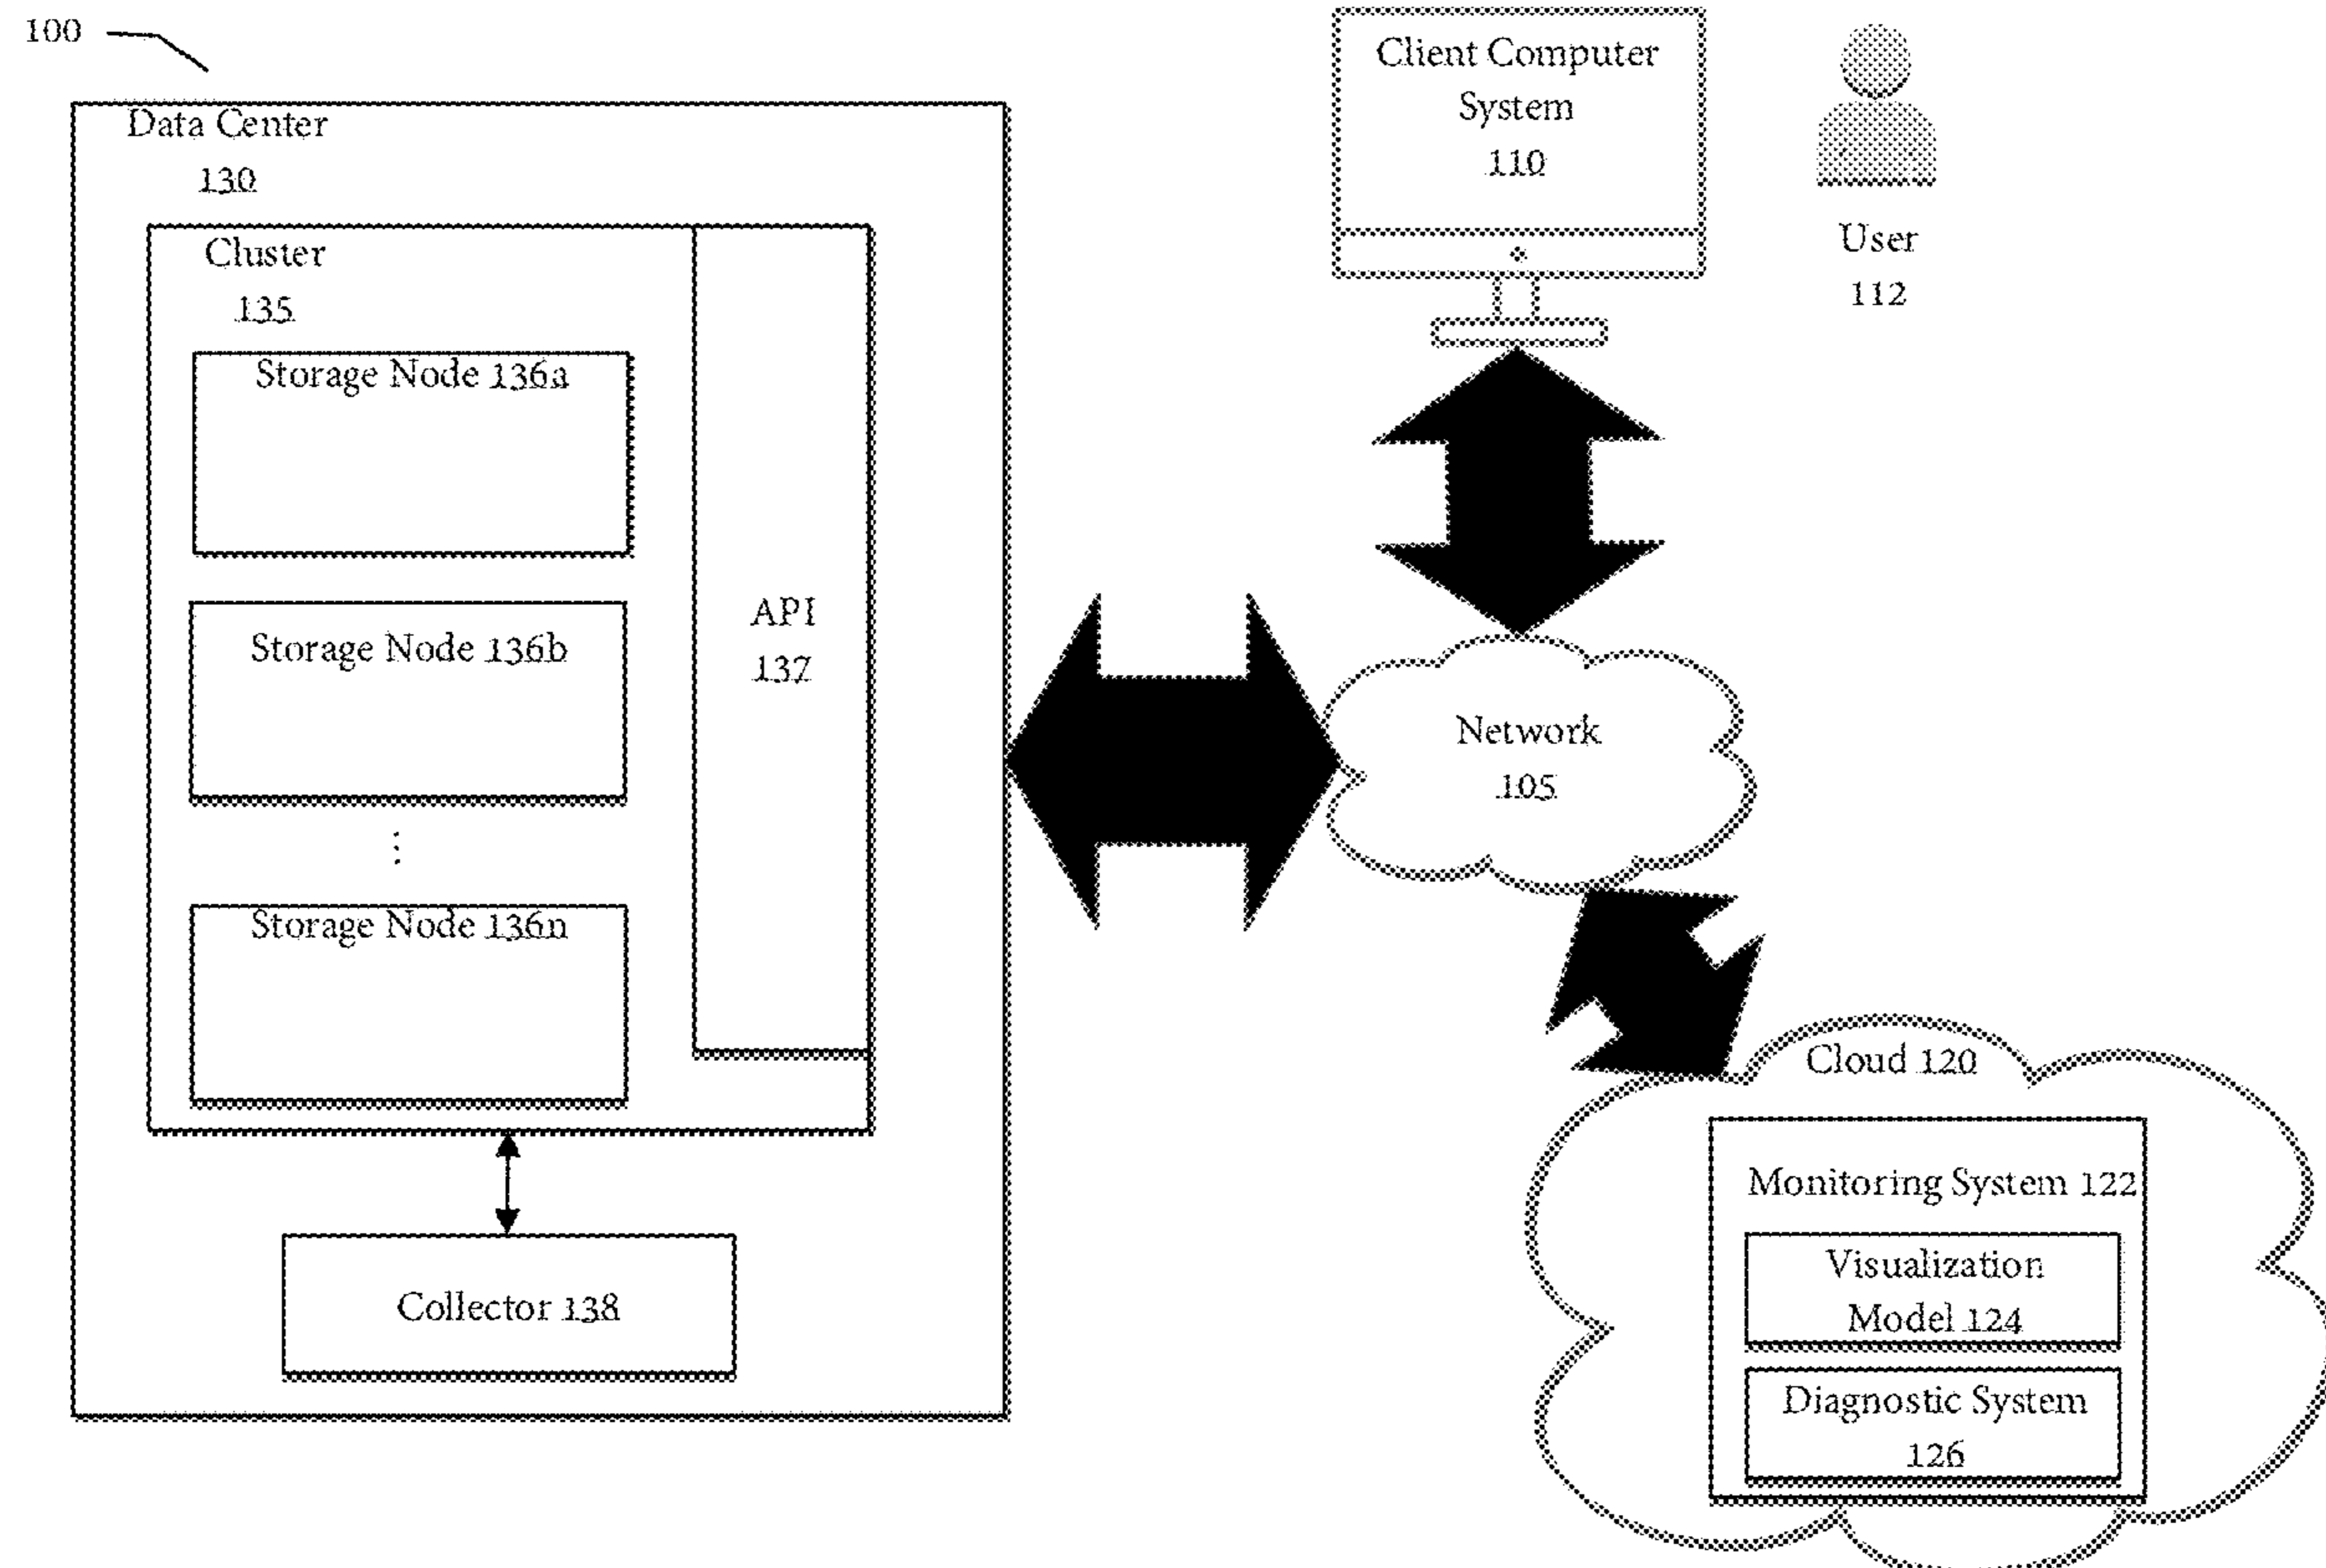 100
Data Center
130
Cluster
135
Storage Node 136a
Storage Node 136b
⋮
Storage Node 136n
API
137
Collector 138
Client Computer
System
110
User
112
Network
105
Cloud 120
Monitoring System 122
Visualization
Model 124
Diagnostic System
126